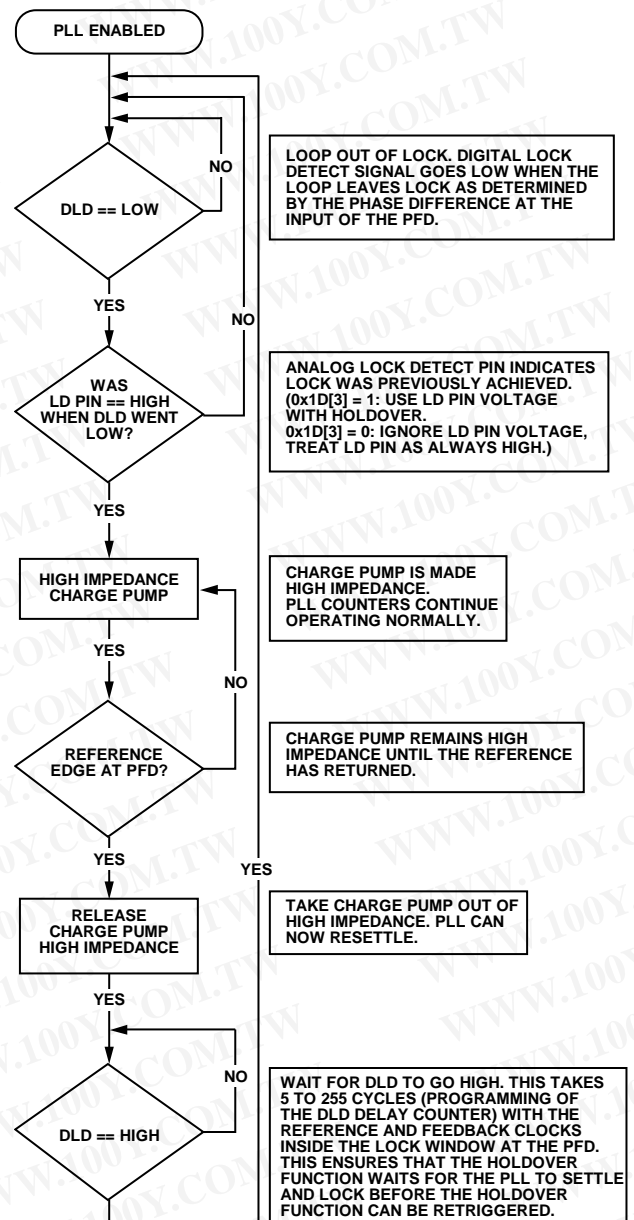 PLL ENABLED
NO
DLD == LOW
LOOP OUT OF LOCK. DIGITAL LOCK
DETECT SIGNAL GOES LOW WHEN THE
LOOP LEAVES LOCK AS DETERMINED
BY THE PHASE DIFFERENCE AT THE
INPUT OF THE PFD.
YES
NO
WAS
LD PIN == HIGH
WHEN DLD WENT
LOW?
ANALOG LOCK DETECT PIN INDICATES
LOCK WAS PREVIOUSLY ACHIEVED.
(0x1D[3] = 1: USE LD PIN VOLTAGE
WITH HOLDOVER.
0x1D[3] = 0: IGNORE LD PIN VOLTAGE,
TREAT LD PIN AS ALWAYS HIGH.)
YES
HIGH IMPEDANCE
CHARGE PUMP
CHARGE PUMP IS MADE
HIGH IMPEDANCE.
PLL COUNTERS CONTINUE
OPERATING NORMALLY.
YES
NO
REFERENCE
EDGE AT PFD?
CHARGE PUMP REMAINS HIGH
IMPEDANCE UNTIL THE REFERENCE
HAS RETURNED.
YES
YES
RELEASE
CHARGE PUMP
HIGH IMPEDANCE
TAKE CHARGE PUMP OUT OF
HIGH IMPEDANCE. PLL CAN
NOW RESETTLE.
YES
NO
DLD == HIGH
WAIT FOR DLD TO GO HIGH. THIS TAKES
5 TO 255 CYCLES (PROGRAMMING OF
THE DLD DELAY COUNTER) WITH THE
REFERENCE AND FEEDBACK CLOCKS
INSIDE THE LOCK WINDOW AT THE PFD.
THIS ENSURES THAT THE HOLDOVER
FUNCTION WAITS FOR THE PLL TO SETTLE
AND LOCK BEFORE THE HOLDOVER
FUNCTION CAN BE RETRIGGERED.
WWW.100Y.COM.TW